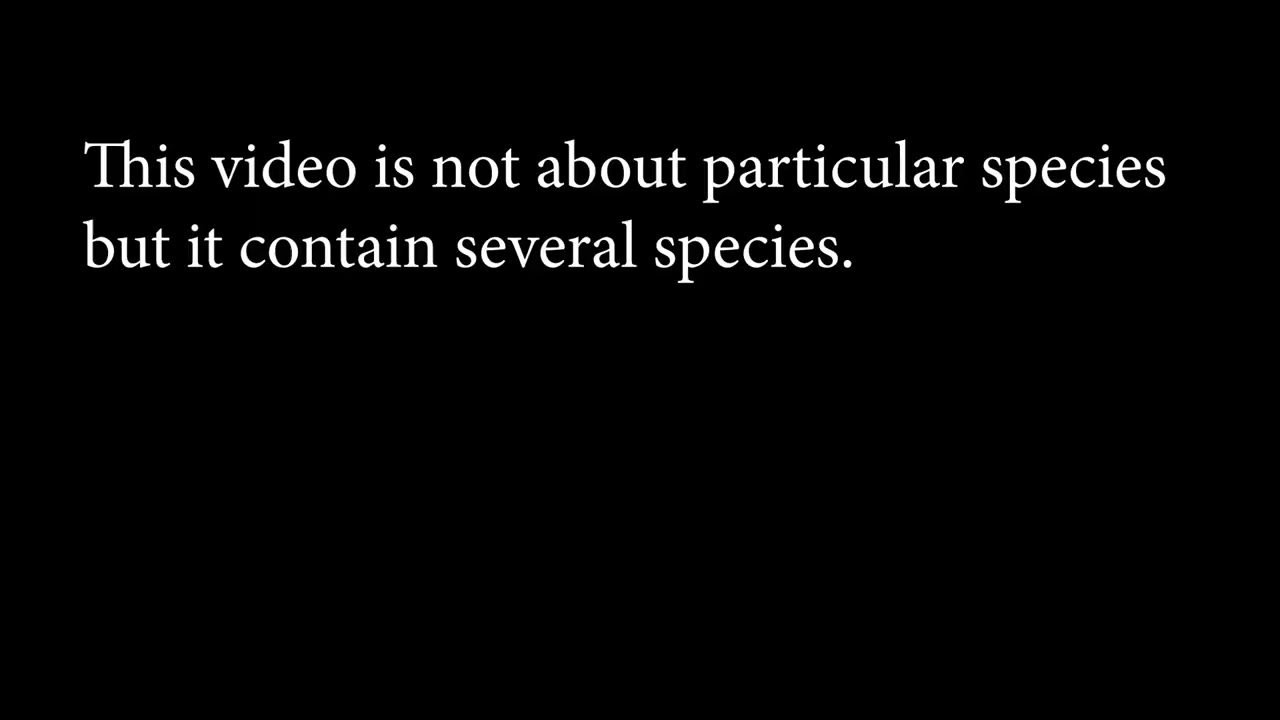 This video is not about particular species
but it contain several species.